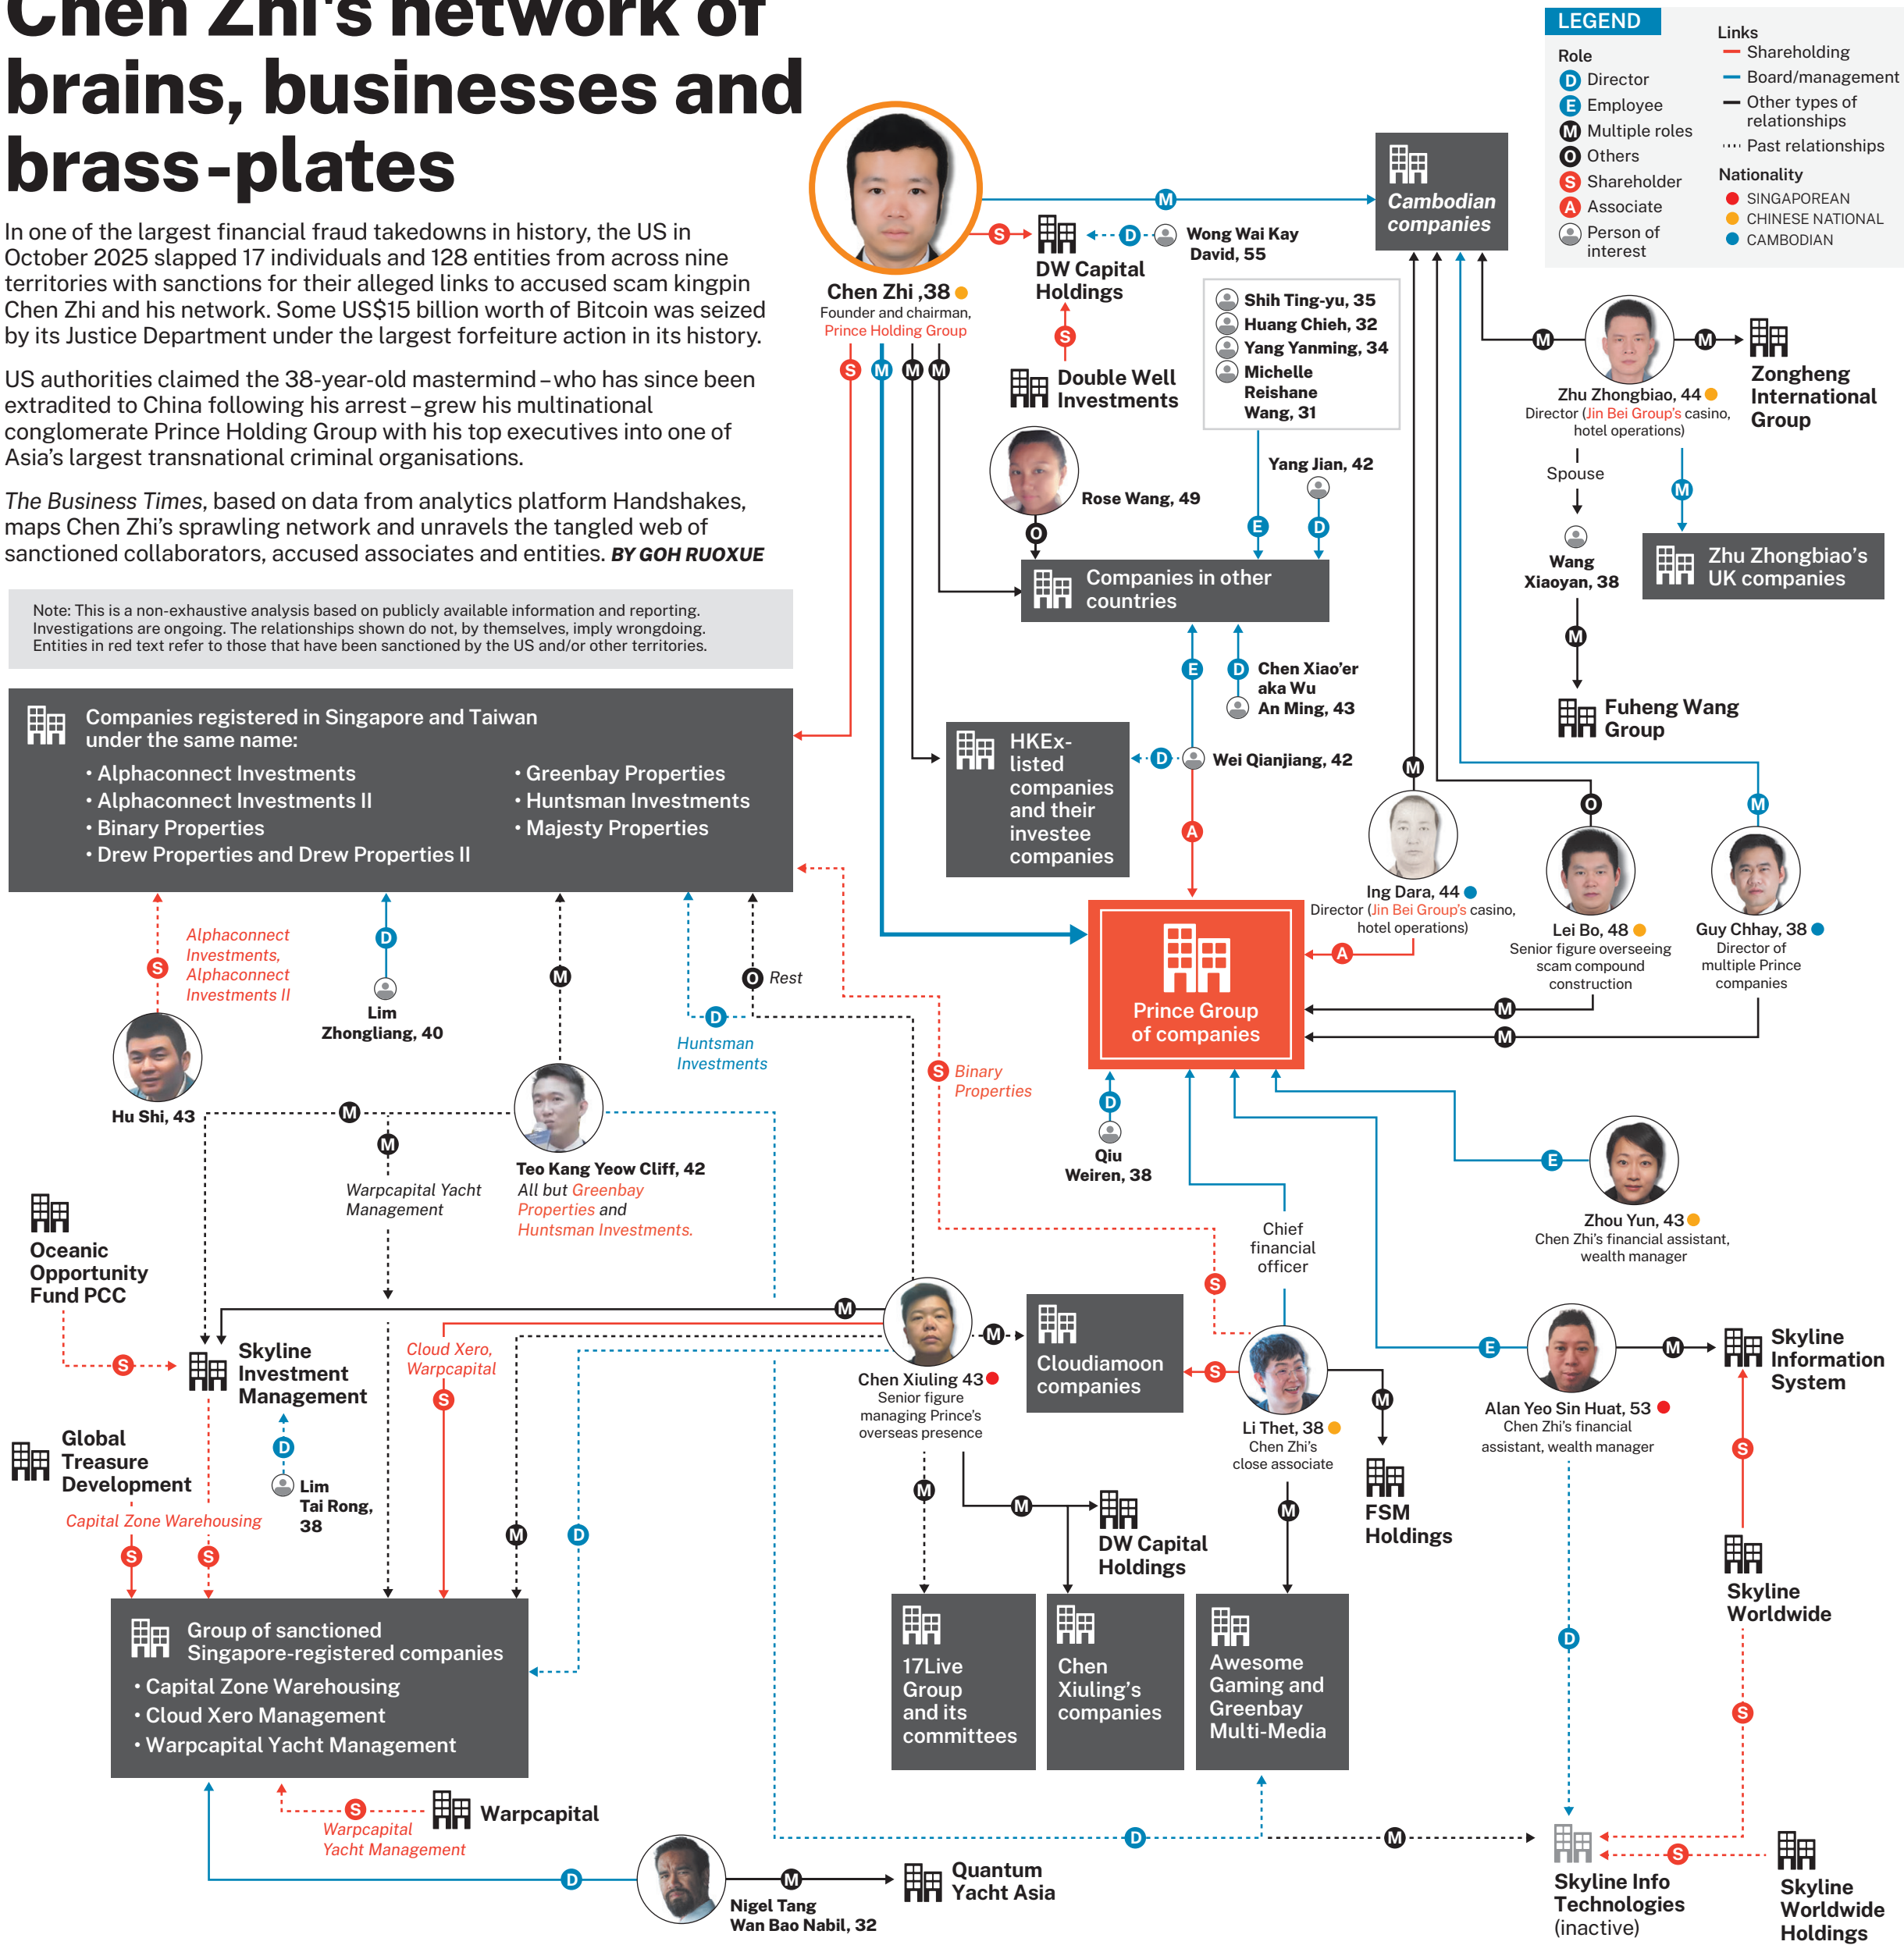 Chen Zhi's network of
brains, businesses and
brass-plates
In one of the largest financial fraud takedowns in history, the US in
October 2025 slapped 17 individuals and 128 entities from across nine
territories with sanctions for their alleged links to accused scam kingpin
Chen Zhi and his network. Some US$15 billion worth of Bitcoin was seized
by its Justice Department under the largest forfeiture action in its history.
US authorities claimed the 38-year-old mastermind – who has since been
extradited to China following his arrest – grew his multinational
conglomerate Prince Holding Group with his top executives into one of
Asia's largest transnational criminal organisations.
The Business Times, based on data from analytics platform Handshakes,
maps Chen Zhi's sprawling network and unravels the tangled web of
sanctioned collaborators, accused associates and entities. BY GOH RUOXUE
Note: This is a non-exhaustive analysis based on publicly available information and reporting.
Investigations are ongoing. The relationships shown do not, by themselves, imply wrongdoing.
Entities in red text refer to those that have been sanctioned by the US and/or other territories.
LEGEND
Role
D Director
E Employee
M Multiple roles
O Others
S Shareholder
A Associate
Person of
interest
Links
Shareholding
Board/management
Other types of
relationships
Past relationships
Nationality
SINGAPOREAN
CHINESE NATIONAL
CAMBODIAN
Chen Zhi ,38
Founder and chairman,
Prince Holding Group
M
Cambodian
companies
S
DW Capital
Holdings
D
Wong Wai Kay
David, 55
S
Double Well
Investments
Shih Ting-yu, 35
Huang Chieh, 32
Yang Yanming, 34
Michelle
Reishane
Wang, 31
S
M
M
M
M
Zhu Zhongbiao, 44
Director (Jin Bei Group's casino,
hotel operations)
M
Zongheng
International
Group
Spouse
M
Wang
Xiaoyan, 38
Zhu Zhongbiao's
UK companies
M
Fuheng Wang
Group
Rose Wang, 49
O
Yang Jian, 42
E
D
Companies in other
countries
E
D
Chen Xiao'er
aka Wu
An Ming, 43
HKEx-
listed
companies
and their
investee
companies
D
Wei Qianjiang, 42
A
M
O
M
Ing Dara, 44
Director (Jin Bei Group's casino,
hotel operations)
A
Lei Bo, 48
Senior figure overseeing
scam compound
construction
M
Guy Chhay, 38
Director of
multiple Prince
companies
M
Prince Group
of companies
Companies registered in Singapore and Taiwan
under the same name:
• Alphaconnect Investments
• Alphaconnect Investments II
• Binary Properties
• Drew Properties and Drew Properties II
• Greenbay Properties
• Huntsman Investments
• Majesty Properties
S
Alphaconnect
Investments,
Alphaconnect
Investments II
Hu Shi, 43
D
Lim
Zhongliang, 40
M
O
Rest
D
Huntsman
Investments
S
Binary
Properties
M
M
Teo Kang Yeow Cliff, 42
All but Greenbay
Properties and
Huntsman Investments.
Warpcapital Yacht
Management
D
Qiu
Weiren, 38
E
Zhou Yun, 43
Chen Zhi's financial assistant,
wealth manager
Chief
financial
officer
S
Oceanic
Opportunity
Fund PCC
S
Skyline
Investment
Management
D
Lim
Tai Rong,
38
Global
Treasure
Development
Capital Zone Warehousing
S
S
M
Cloud Xero,
Warpcapital
S
M
D
Chen Xiuling 43
Senior figure
managing Prince's
overseas presence
M
Cloudiamoon
companies
S
Li Thet, 38
Chen Zhi's
close associate
M
FSM
Holdings
E
Alan Yeo Sin Huat, 53
Chen Zhi's financial
assistant, wealth manager
M
Skyline
Information
System
S
Skyline
Worldwide
M
M
DW Capital
Holdings
M
17Live
Group
and its
committees
Chen
Xiuling's
companies
Awesome
Gaming and
Greenbay
Multi-Media
D
S
Group of sanctioned
Singapore-registered companies
• Capital Zone Warehousing
• Cloud Xero Management
• Warpcapital Yacht Management
S
Warpcapital
Warpcapital
Yacht Management
D
Nigel Tang
Wan Bao Nabil, 32
M
Quantum
Yacht Asia
D
M
Skyline Info
Technologies
(inactive)
S
Skyline
Worldwide
Holdings